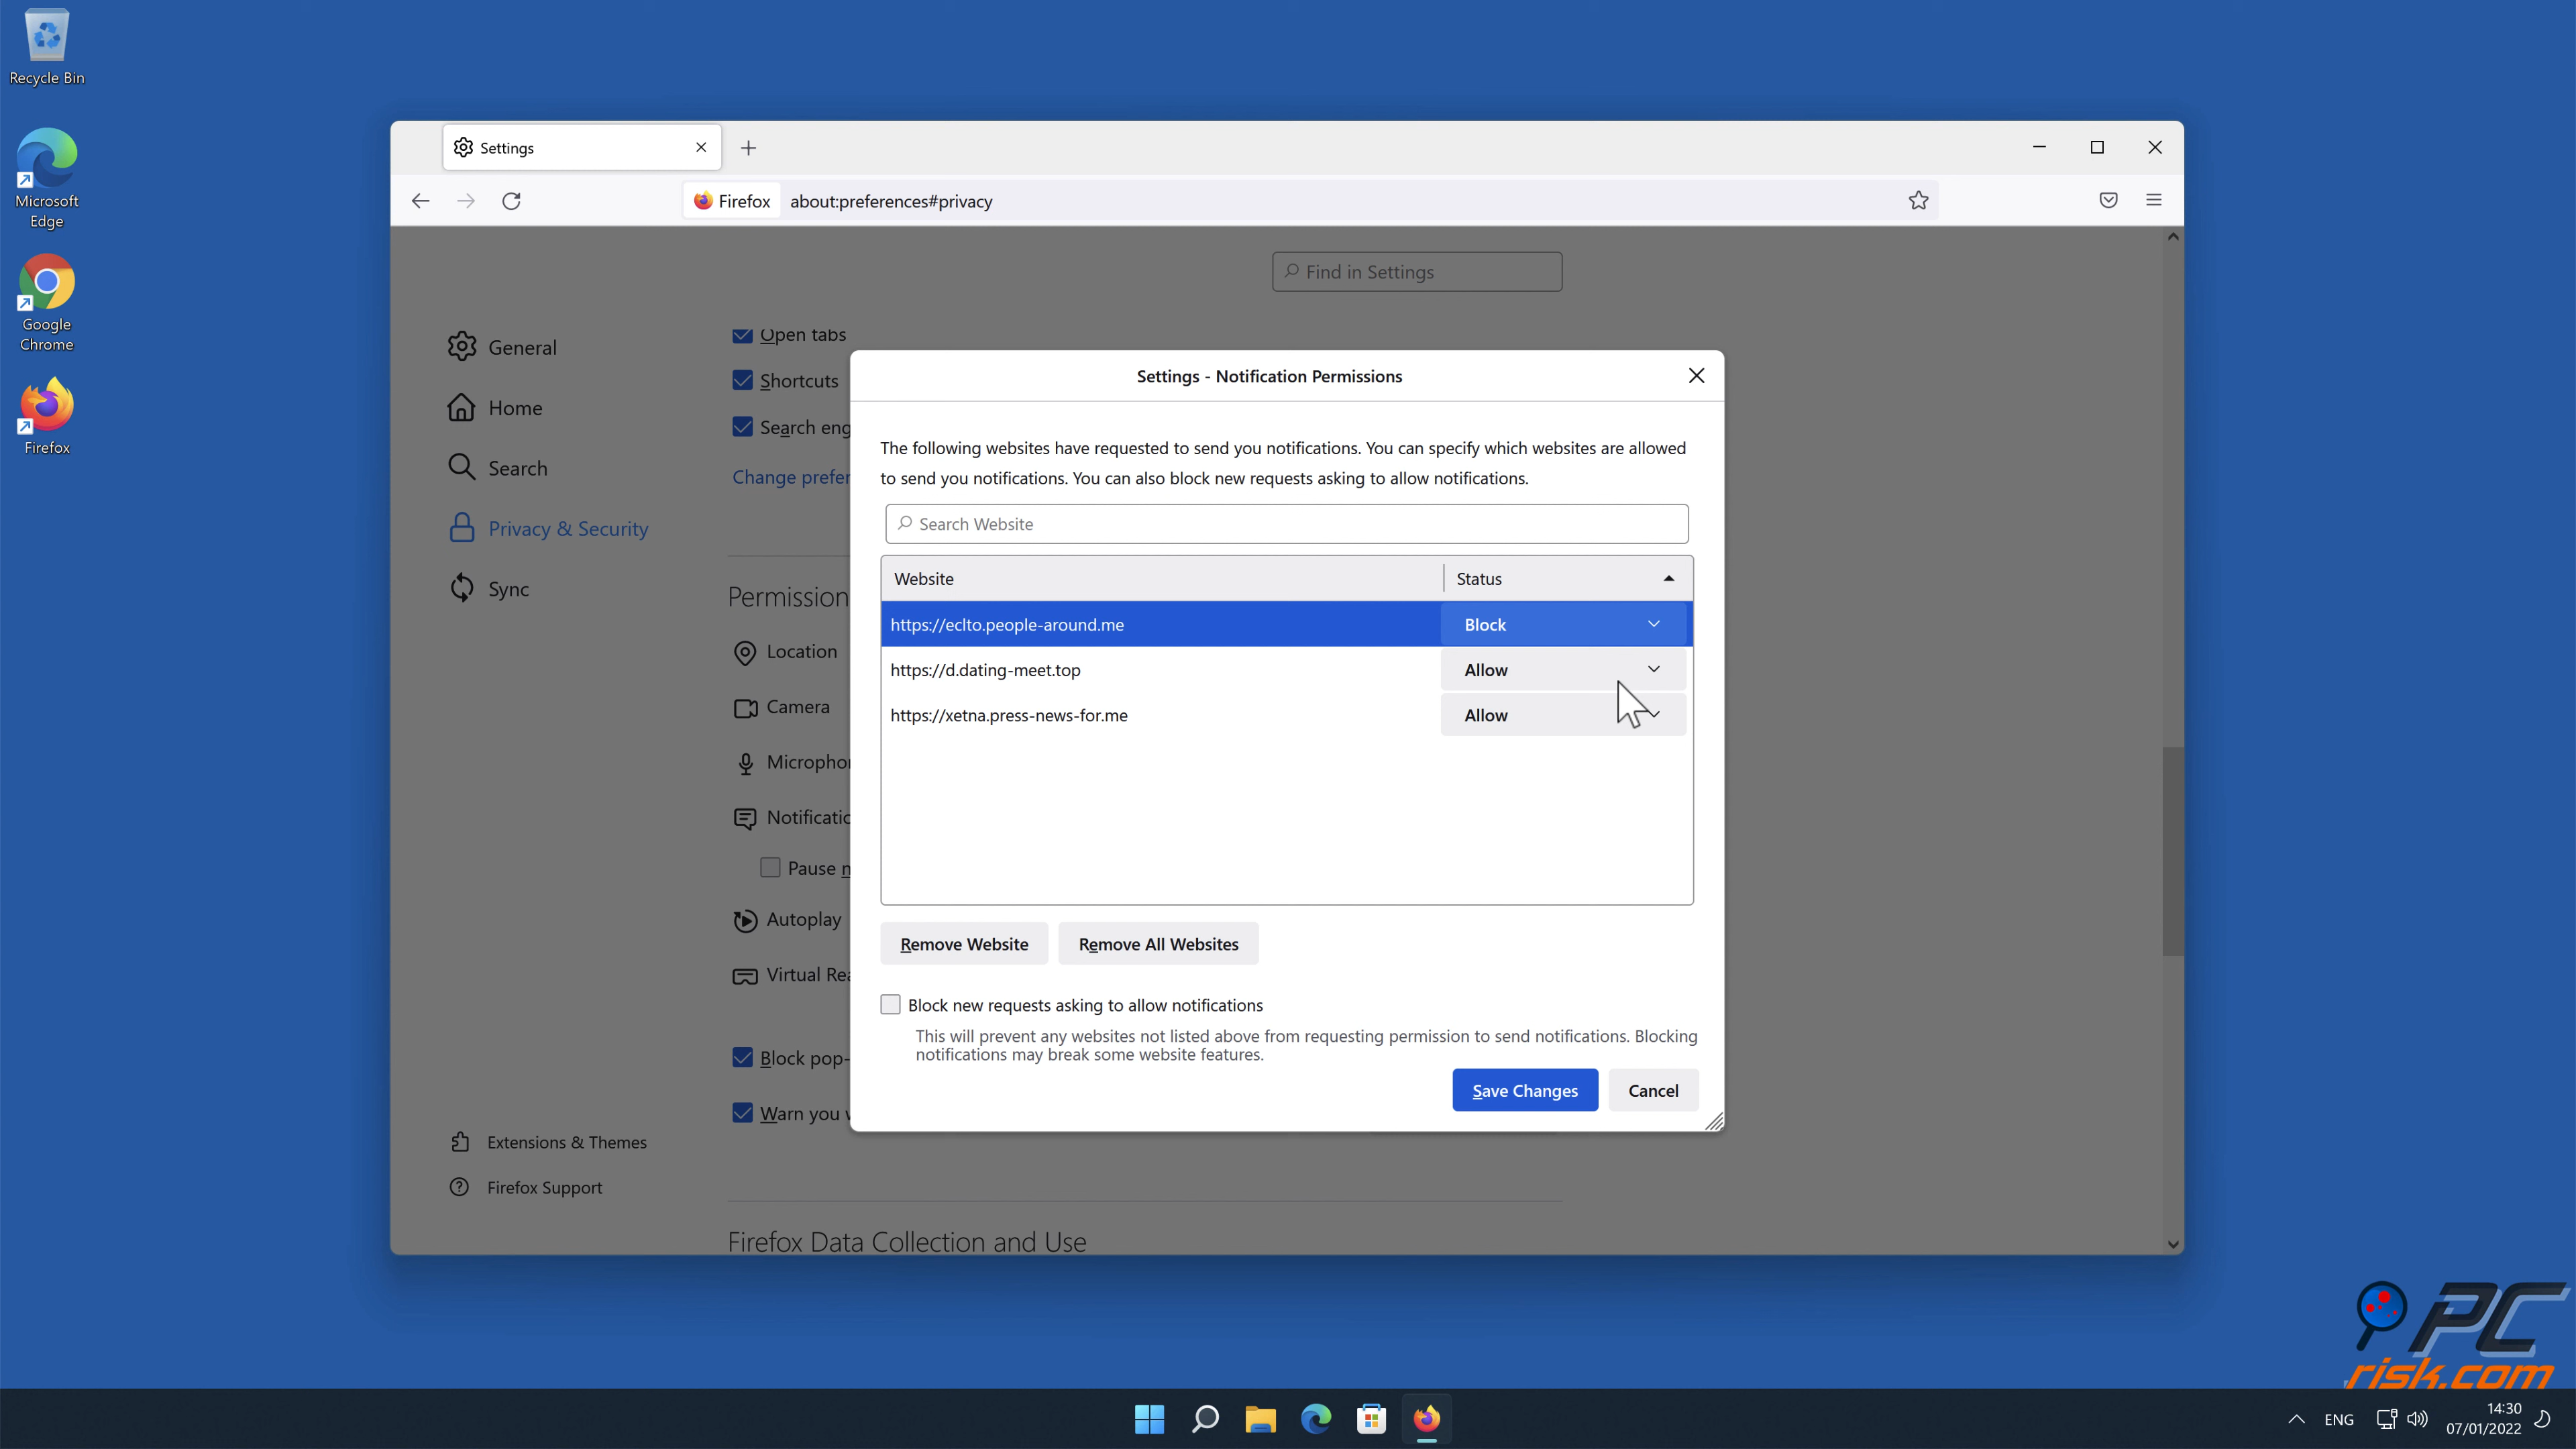 Recycle Bin
Microsoft
Edge
Google
Chrome
Firefox
Settings
Firefox
about:preferences#privacy
Find in Settings
General
Home
Search
Privacy & Security
Sync
Extensions & Themes
Firefox Support
Open tabs
Shortcuts
Search eng
Change prefer
Permission
Location
Camera
Microphon
Notificatio
Pause n
Autoplay
Virtual Rea
Block pop-
Warn you w
Firefox Data Collection and Use
Settings - Notification Permissions
The following websites have requested to send you notifications. You can specify which websites are allowed
to send you notifications. You can also block new requests asking to allow notifications.
Search Website
Website Status
https://eclto.people-around.me Block
https://d.dating-meet.top Allow
https://xetna.press-news-for.me Allow
Remove Website Remove All Websites
Block new requests asking to allow notifications
This will prevent any websites not listed above from requesting permission to send notifications. Blocking
notifications may break some website features.
Save Changes Cancel
PC
risk.com
ENG
14:30
07/01/2022